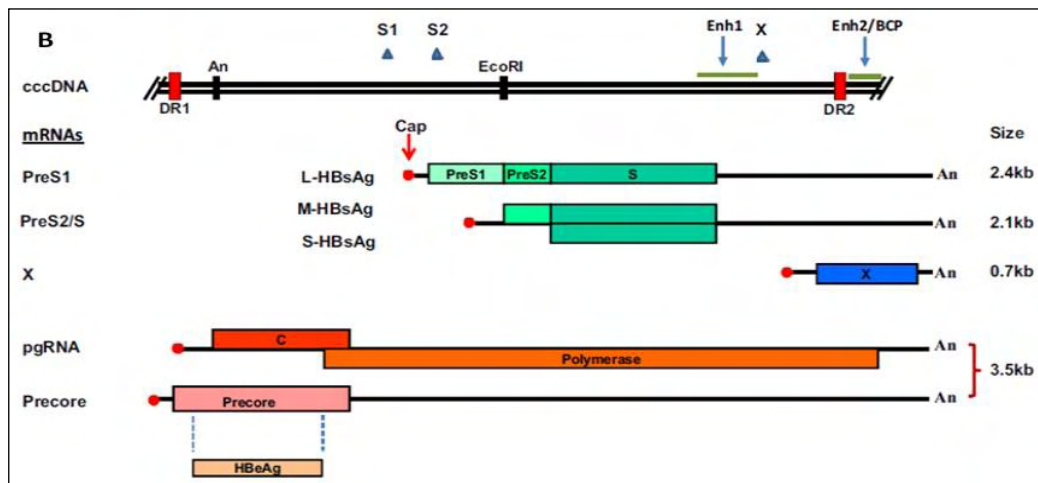 B
S1 S2 Enh1 X Enh2/BCP
An EcoRI
cccDNA
DR1 DR2
mRNAs Cap Size
PreS1 L-HBsAg PreS1 PreS2 S An 2.4kb
PreS2/S M-HBsAg An 2.1kb
S-HBsAg
X X An 0.7kb
pgRNA C An
Polymerase
3.5kb
Precore Precore An
HBeAg